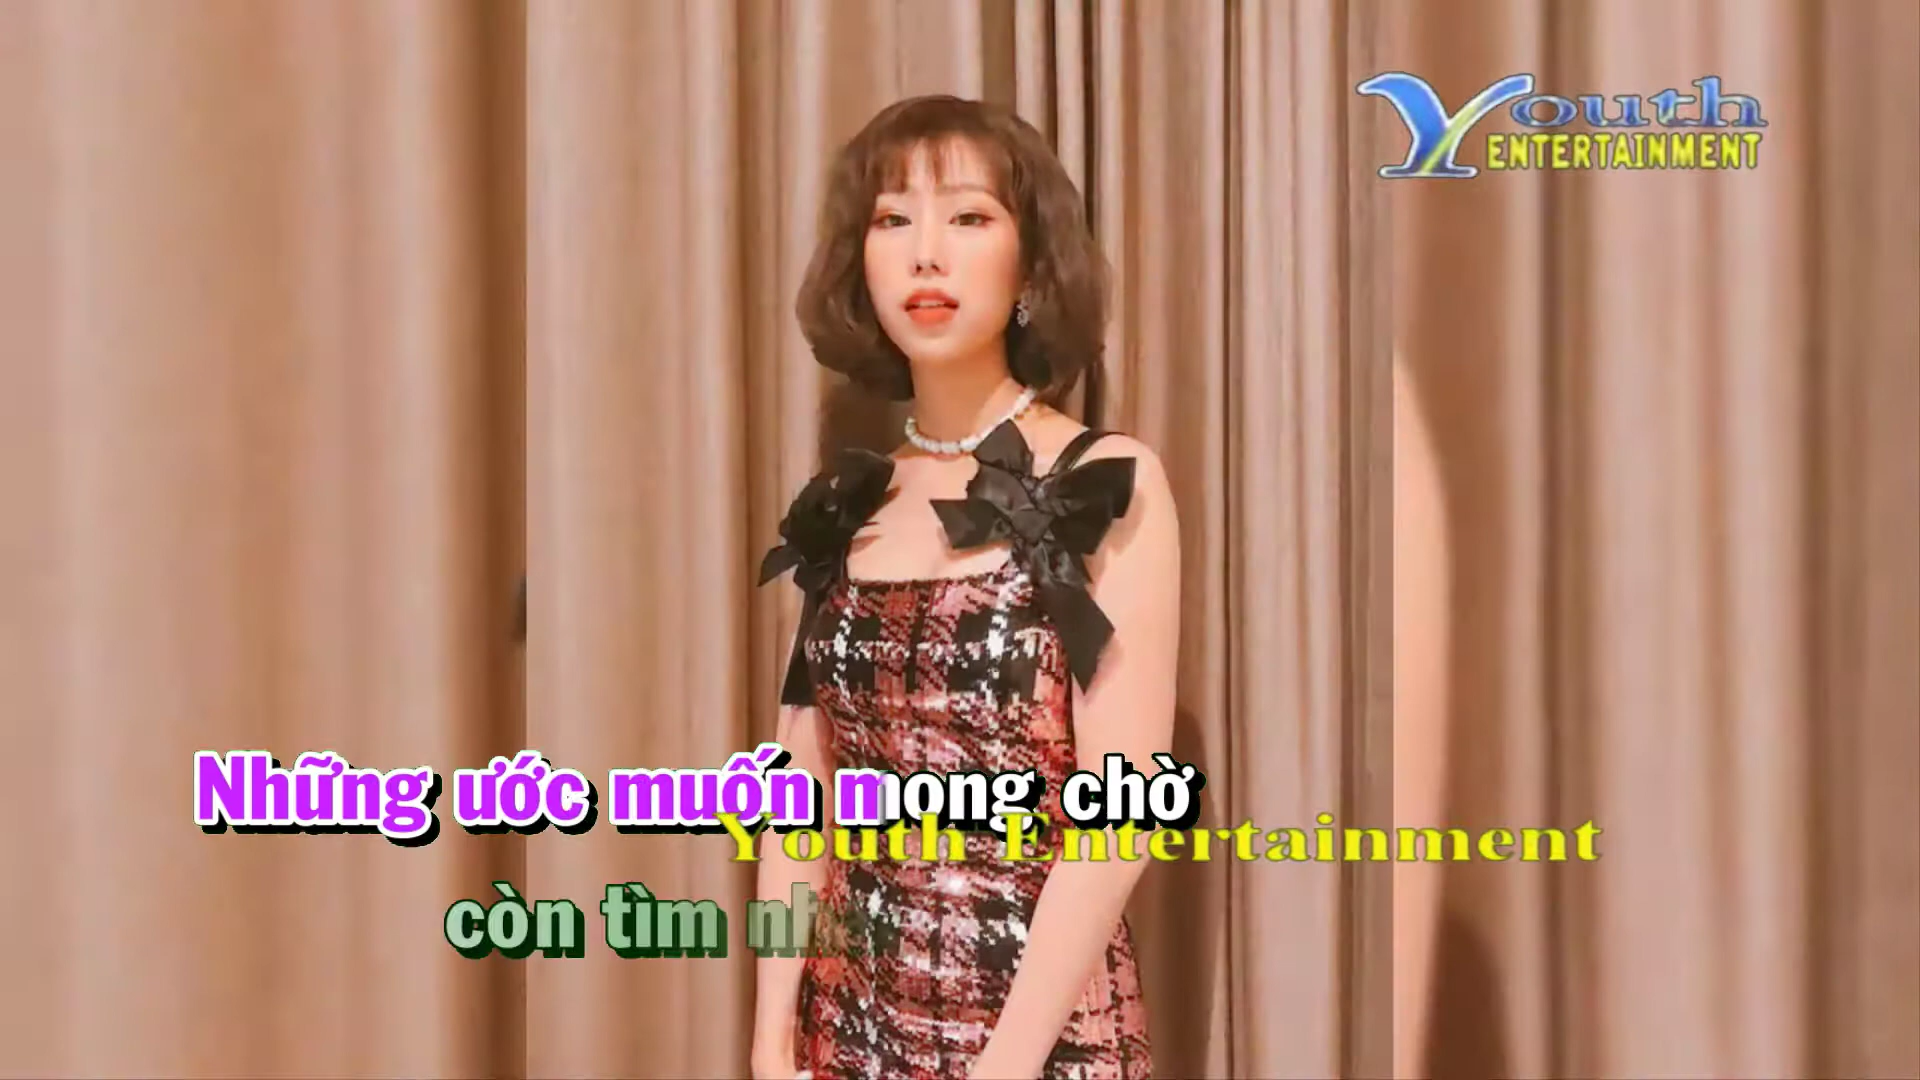 Youth
ENTERTAINMENT
Những ước muốn mong chờ
Youth Entertainment
còn tìm